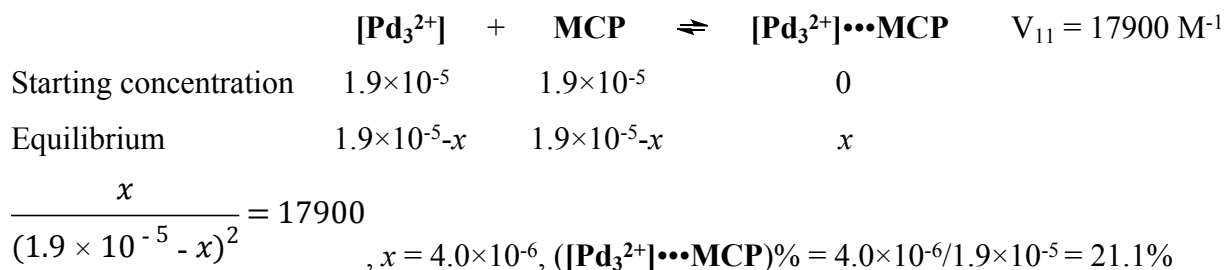 [Pd₃²⁺] + MCP ⇌ [Pd₃²⁺]•••MCP V₁₁ = 17900 M⁻¹
Starting concentration 1.9×10⁻⁵ 1.9×10⁻⁵ 0
Equilibrium 1.9×10⁻⁵-x 1.9×10⁻⁵-x x
x
(1.9 × 10⁻⁵ - x)² = 17900
, x = 4.0×10⁻⁶, ([Pd₃²⁺]•••MCP)% = 4.0×10⁻⁶/1.9×10⁻⁵ = 21.1%